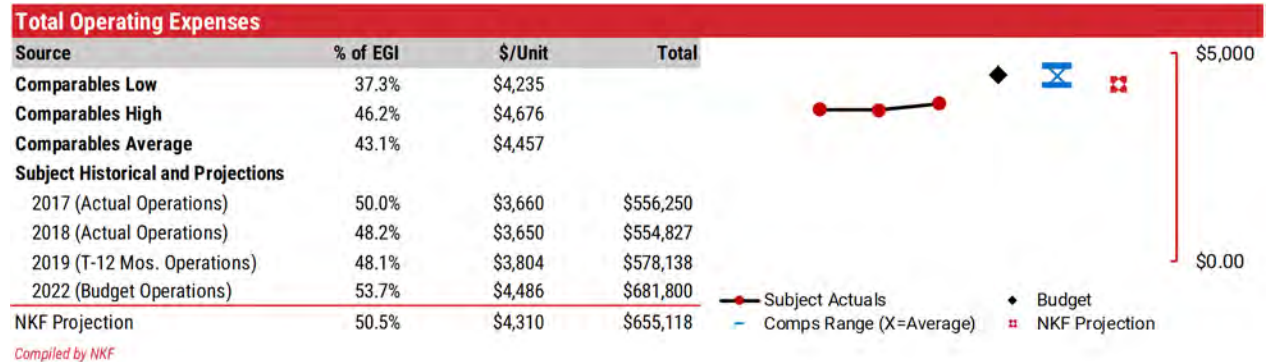 Total Operating Expenses
Source % of EGI $/Unit Total
Comparables Low 37.3% $4,235
Comparables High 46.2% $4,676
Comparables Average 43.1% $4,457
Subject Historical and Projections
2017 (Actual Operations) 50.0% $3,660 $556,250
2018 (Actual Operations) 48.2% $3,650 $554,827
2019 (T-12 Mos. Operations) 48.1% $3,804 $578,138
2022 (Budget Operations) 53.7% $4,486 $681,800
NKF Projection 50.5% $4,310 $655,118
Compiled by NKF
$5,000
$0.00
Subject Actuals Budget
Comps Range (X=Average) NKF Projection